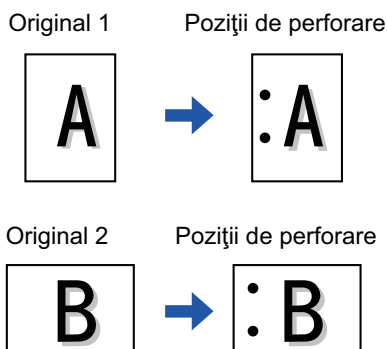 Original 1 Poziţii de perforare
A :A
Original 2 Poziţii de perforare
B :B